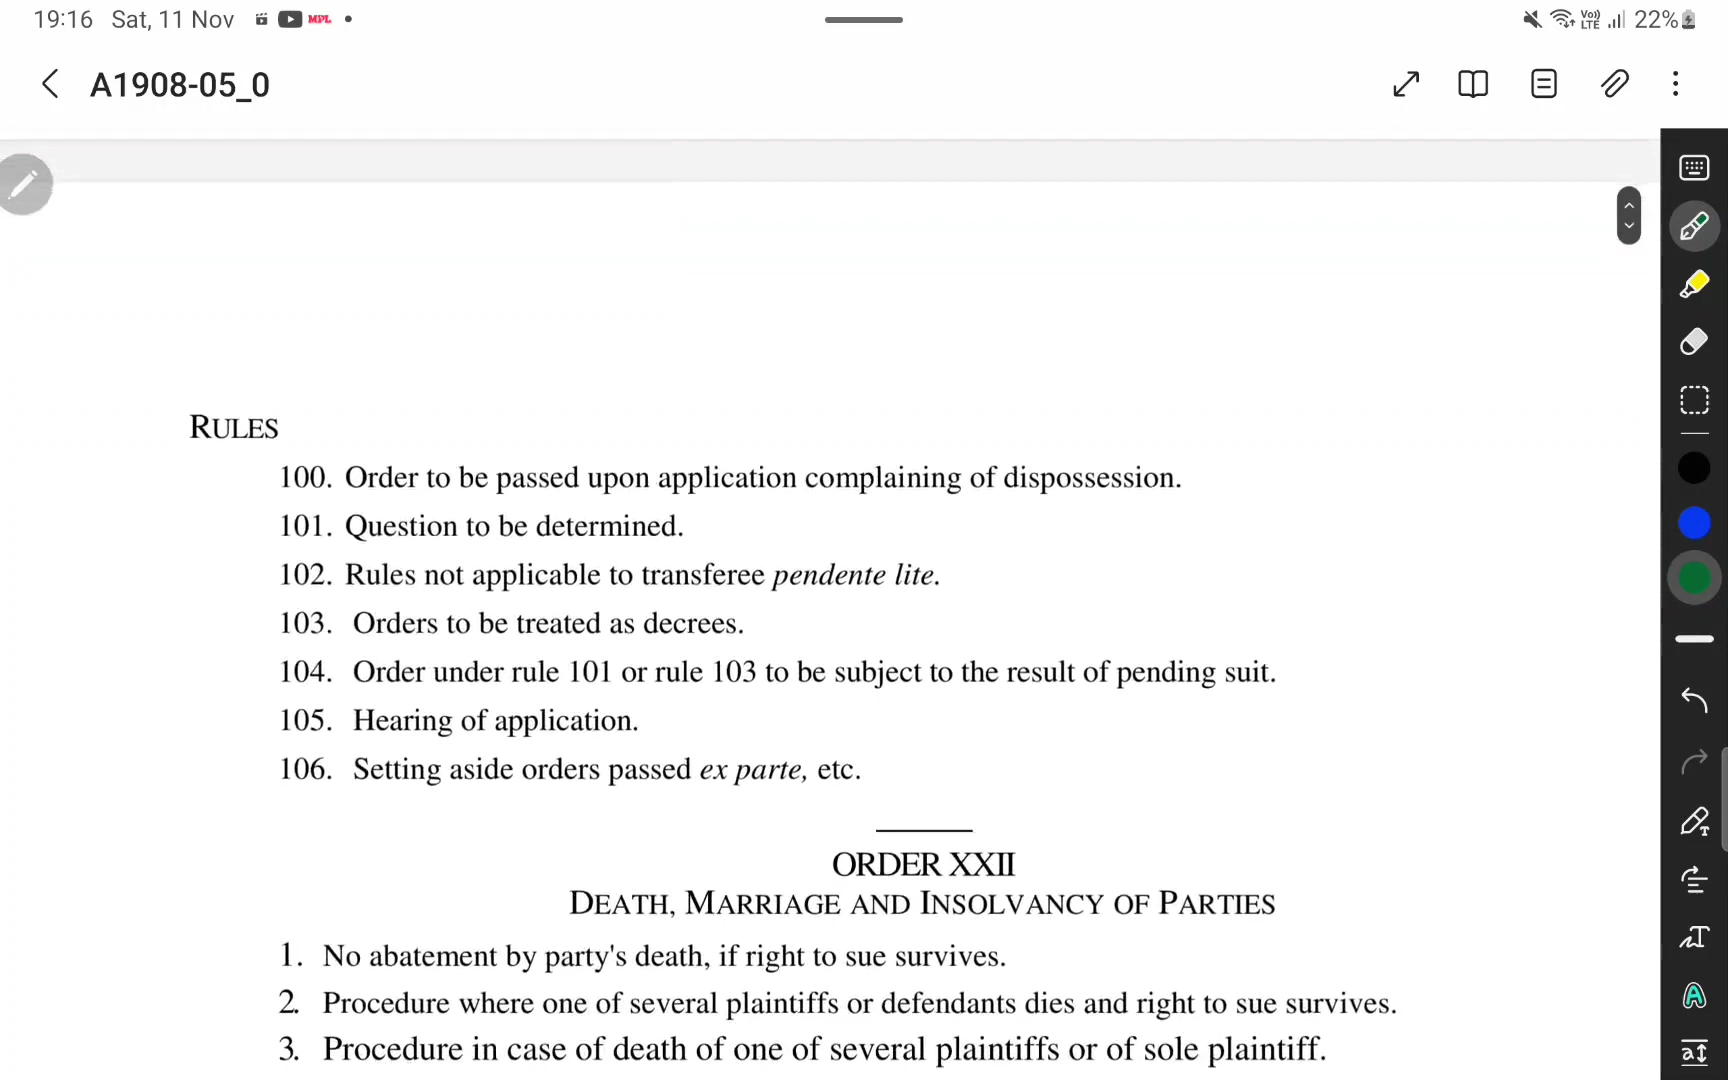 19:16 Sat, 11 Nov MPL Vo)) LTE 22%
A1908-05_0
RULES
100. Order to be passed upon application complaining of dispossession.
101. Question to be determined.
102. Rules not applicable to transferee pendente lite.
103. Orders to be treated as decrees.
104. Order under rule 101 or rule 103 to be subject to the result of pending suit.
105. Hearing of application.
106. Setting aside orders passed ex parte, etc.
ORDER XXII
DEATH, MARRIAGE AND INSOLVANCY OF PARTIES
1. No abatement by party's death, if right to sue survives.
2. Procedure where one of several plaintiffs or defendants dies and right to sue survives.
3. Procedure in case of death of one of several plaintiffs or of sole plaintiff.